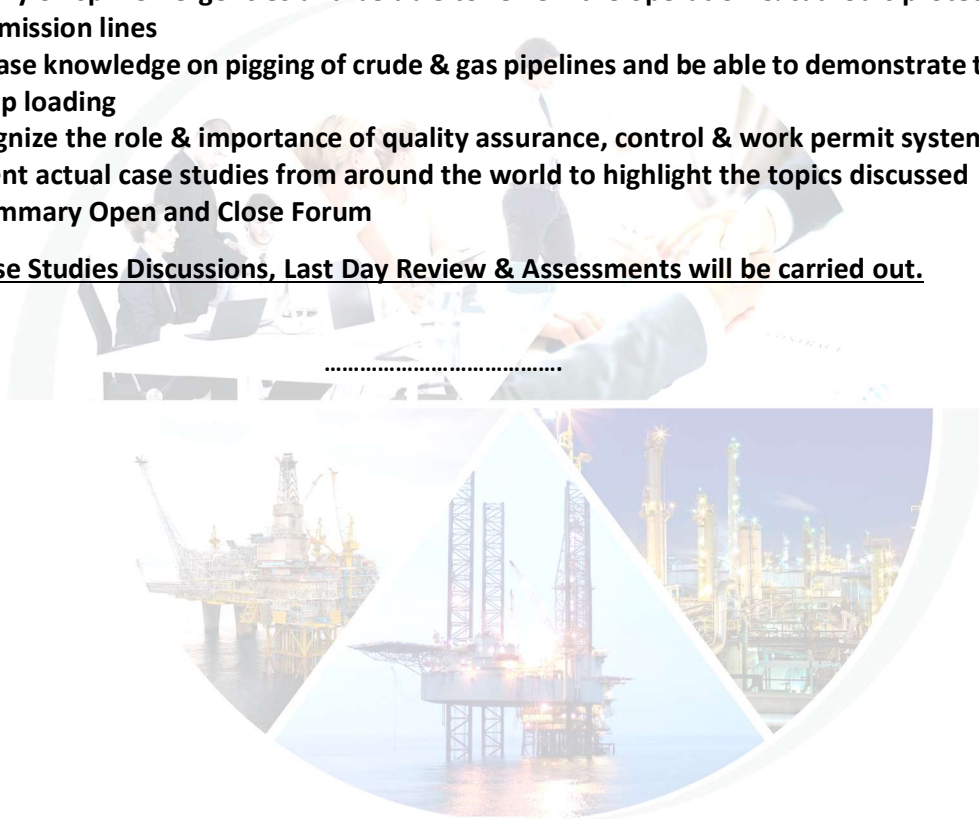 mission lines
ase knowledge on pigging of crude & gas pipelines and be able to demonstrate t
p loading
gnize the role & importance of quality assurance, control & work permit system
ent actual case studies from around the world to highlight the topics discussed
mmary Open and Close Forum
se Studies Discussions, Last Day Review & Assessments will be carried out.
………………………………….